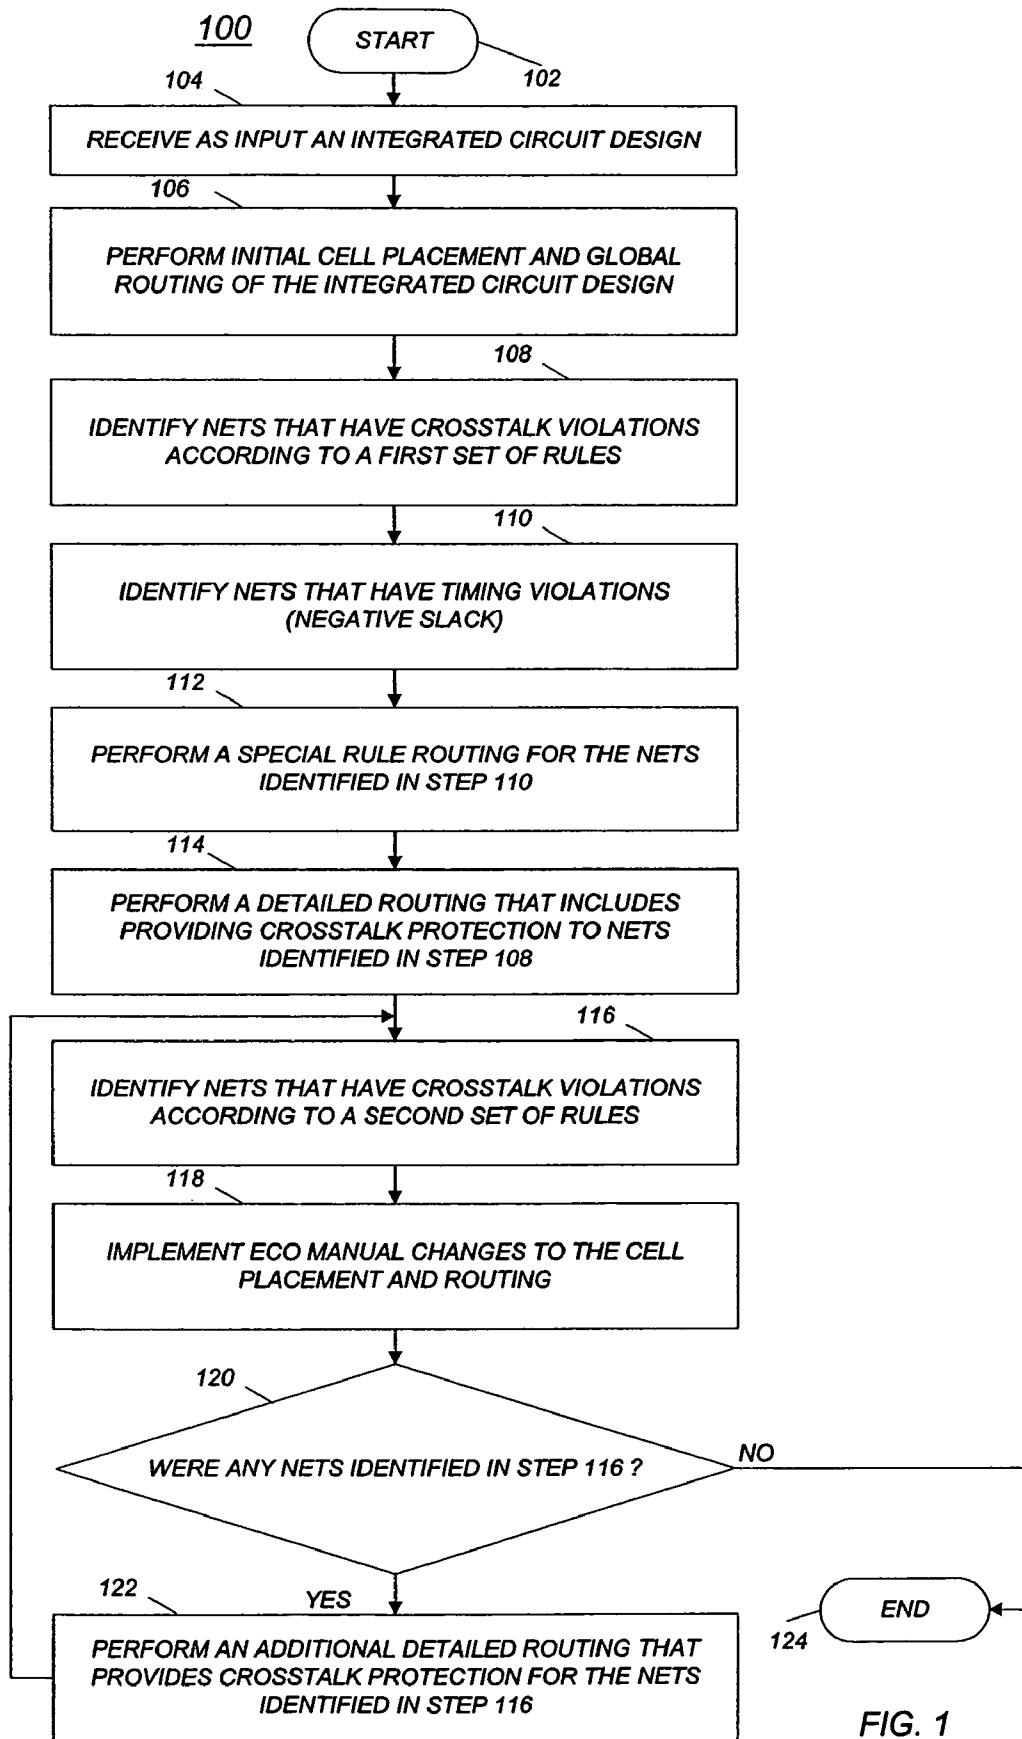 100
START
102
104
RECEIVE AS INPUT AN INTEGRATED CIRCUIT DESIGN
106
PERFORM INITIAL CELL PLACEMENT AND GLOBAL
ROUTING OF THE INTEGRATED CIRCUIT DESIGN
108
IDENTIFY NETS THAT HAVE CROSSTALK VIOLATIONS
ACCORDING TO A FIRST SET OF RULES
110
IDENTIFY NETS THAT HAVE TIMING VIOLATIONS
(NEGATIVE SLACK)
112
PERFORM A SPECIAL RULE ROUTING FOR THE NETS
IDENTIFIED IN STEP 110
114
PERFORM A DETAILED ROUTING THAT INCLUDES
PROVIDING CROSSTALK PROTECTION TO NETS
IDENTIFIED IN STEP 108
116
IDENTIFY NETS THAT HAVE CROSSTALK VIOLATIONS
ACCORDING TO A SECOND SET OF RULES
118
IMPLEMENT ECO MANUAL CHANGES TO THE CELL
PLACEMENT AND ROUTING
120
WERE ANY NETS IDENTIFIED IN STEP 116 ?
NO
YES
122
PERFORM AN ADDITIONAL DETAILED ROUTING THAT
PROVIDES CROSSTALK PROTECTION FOR THE NETS
IDENTIFIED IN STEP 116
END
124
FIG. 1